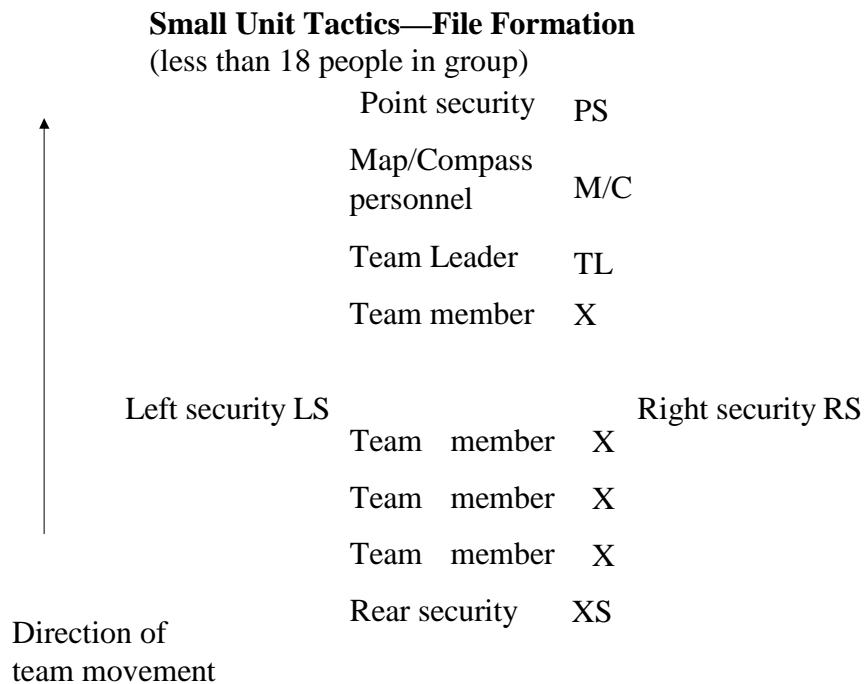 Small Unit Tactics—File Formation
(less than 18 people in group)
Point security PS
Map/Compass
personnel M/C
Team Leader TL
Team member X
Left security LS Right security RS
Team member X
Team member X
Team member X
Rear security XS
Direction of
team movement